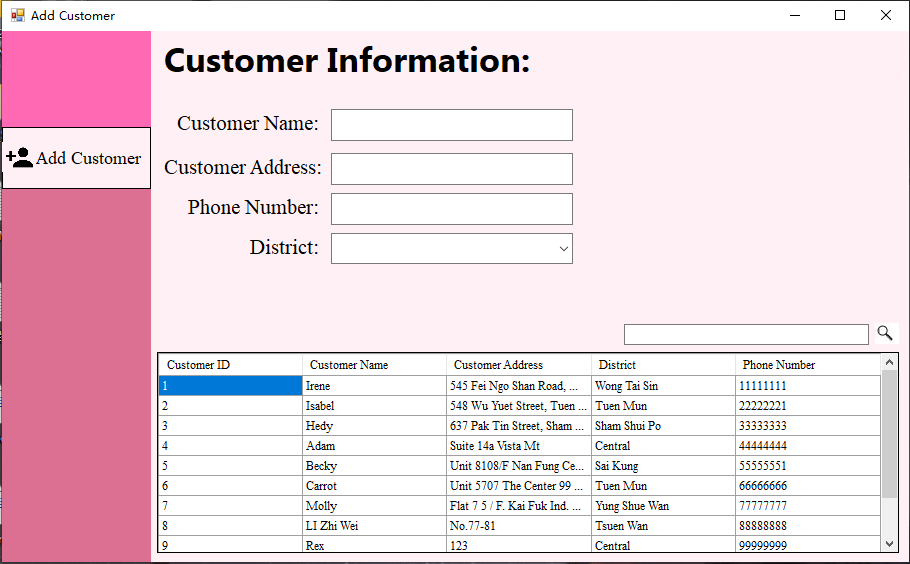 Add Customer
Customer Information:
Customer Name:
Add Customer
Customer Address:
Phone Number:
District:
Customer ID Customer Name Customer Address District Phone Number
1 Irene 545 Fei Ngo Shan Road, ... Wong Tai Sin 11111111
2 Isabel 548 Wu Yuet Street, Tuen ... Tuen Mun 22222221
3 Hedy 637 Pak Tin Street, Sham ... Sham Shui Po 33333333
4 Adam Suite 14a Vista Mt Central 44444444
5 Becky Unit 8108/F Nan Fung Ce... Sai Kung 55555551
6 Carrot Unit 5707 The Center 99 ... Tuen Mun 66666666
7 Molly Flat 7 5 / F. Kai Fuk Ind. ... Yung Shue Wan 77777777
8 LI Zhi Wei No.77-81 Tsuen Wan 88888888
9 Rex 123 Central 99999999